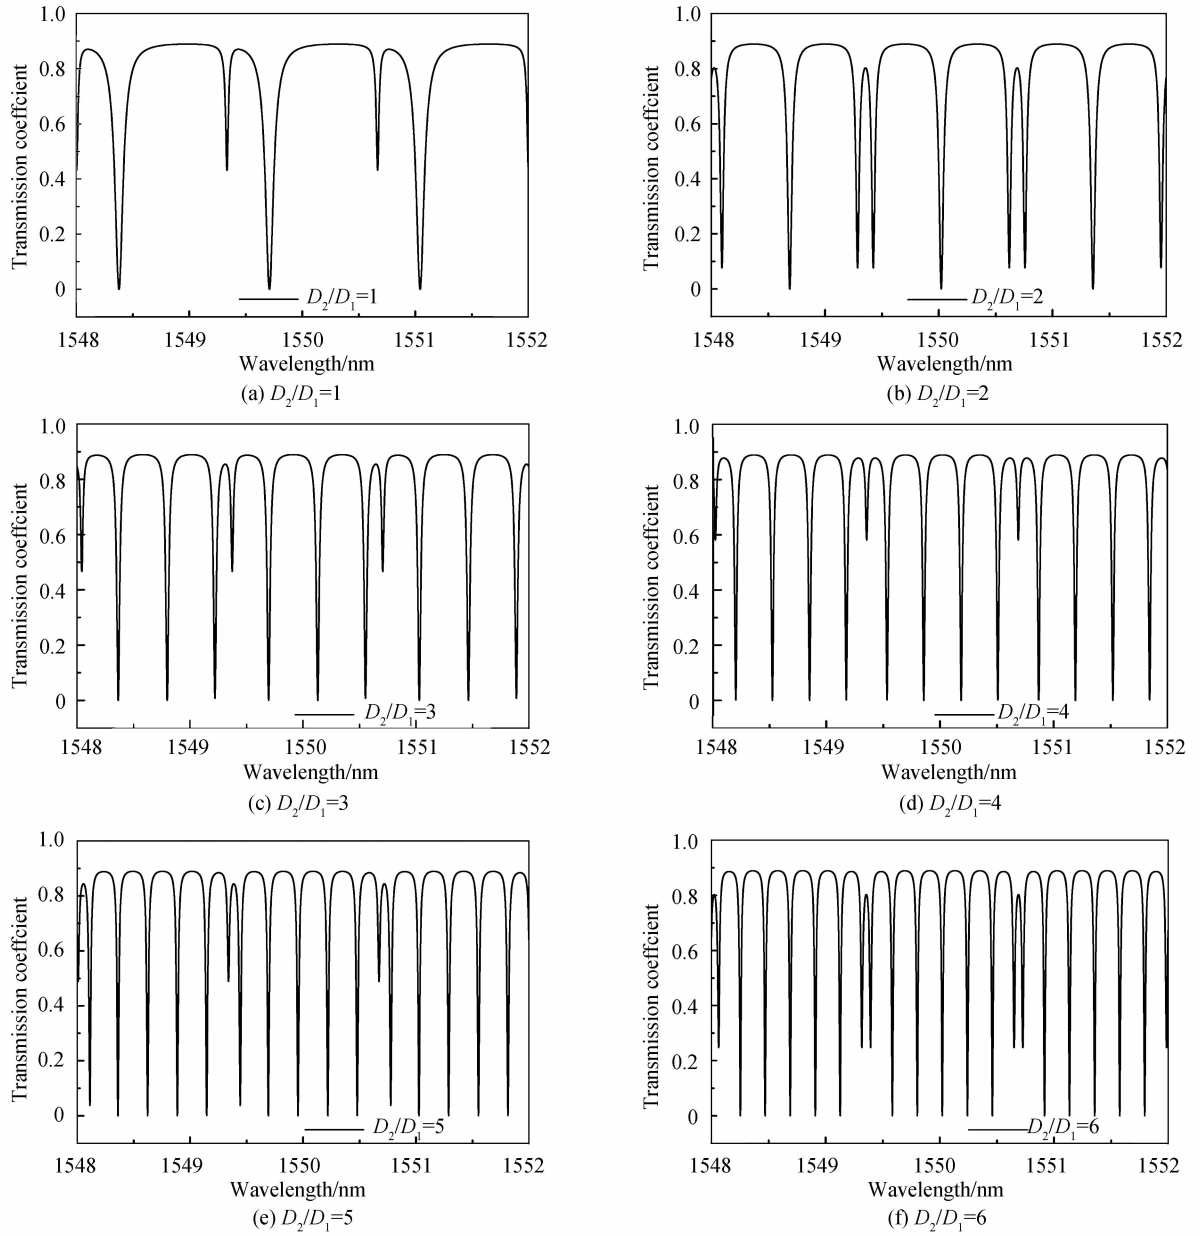 1.0
0.8
0.6
0.4
0.2
0
Transmission coeffcient
D2/D1=1
1548 1549 1550 1551 1552
Wavelength/nm
(a) D2/D1=1
1.0
0.8
0.6
0.4
0.2
0
Transmission coeffcient
D2/D1=2
1548 1549 1550 1551 1552
Wavelength/nm
(b) D2/D1=2
1.0
0.8
0.6
0.4
0.2
0
Transmission coeffcient
D2/D1=3
1548 1549 1550 1551 1552
Wavelength/nm
(c) D2/D1=3
1.0
0.8
0.6
0.4
0.2
0
Transmission coeffcient
D2/D1=4
1548 1549 1550 1551 1552
Wavelength/nm
(d) D2/D1=4
1.0
0.8
0.6
0.4
0.2
0
Transmission coeffcient
D2/D1=5
1548 1549 1550 1551 1552
Wavelength/nm
(e) D2/D1=5
1.0
0.8
0.6
0.4
0.2
0
Transmission coeffcient
D2/D1=6
1548 1549 1550 1551 1552
Wavelength/nm
(f) D2/D1=6